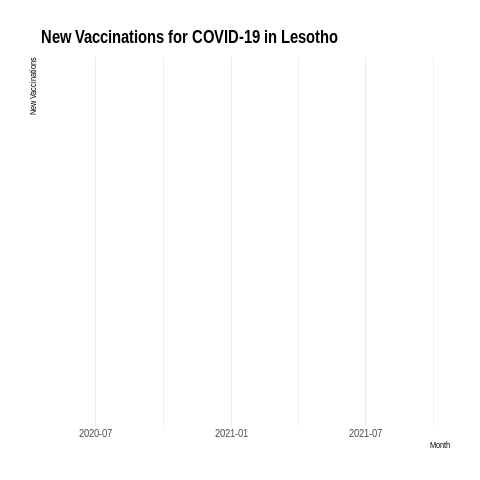 New Vaccinations for COVID-19 in Lesotho
New Vaccinations
2020-07
2021-01
2021-07
Month